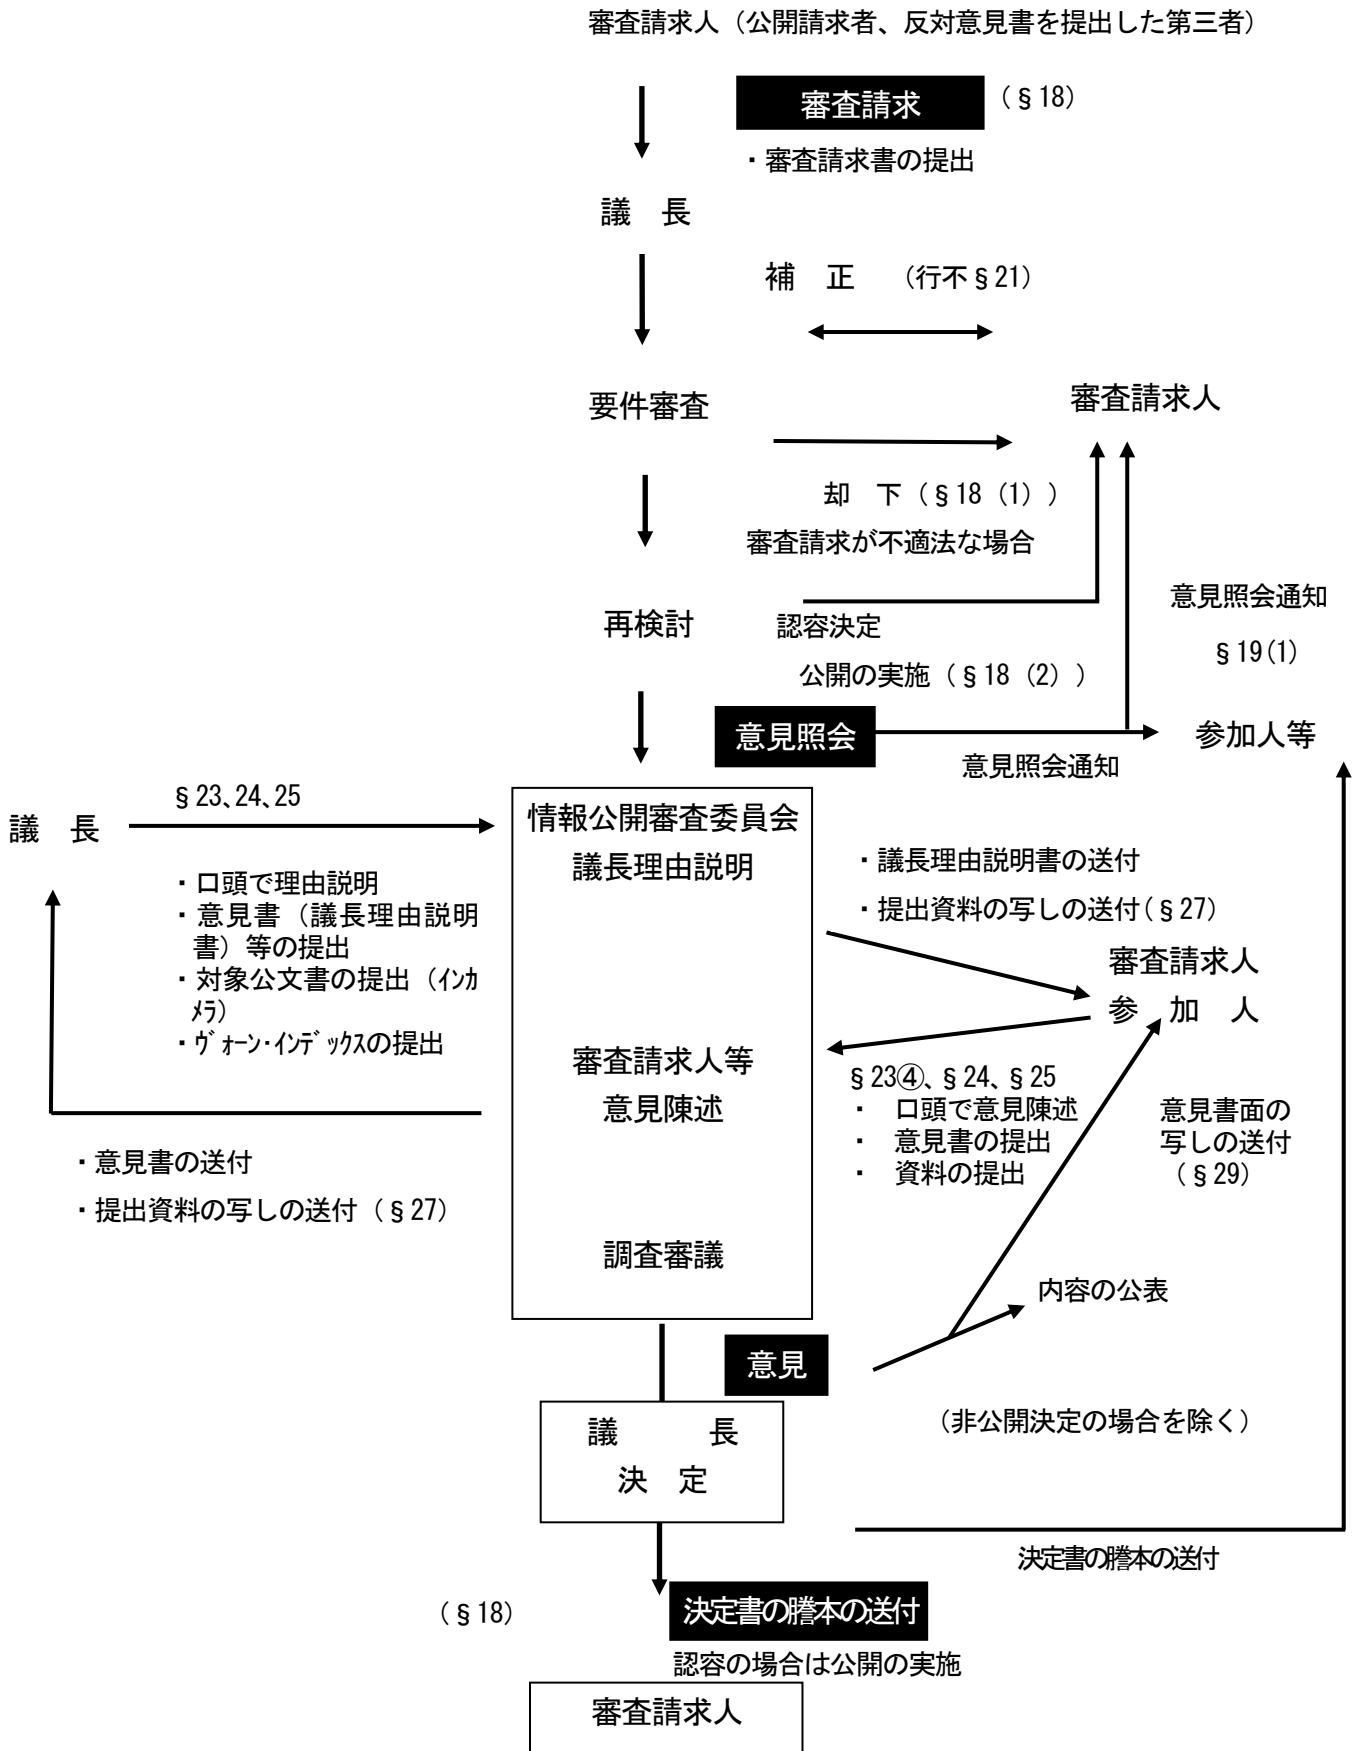 審査請求人（公開請求者、反対意見書を提出した第三者）
審査請求
（§18）
・審査請求書の提出
議　長
補　正　（行不§21）
要件審査
審査請求人
却　下（§18（1））
審査請求が不適法な場合
再検討
認容決定
公開の実施（§18（2））
意見照会通知
§19(1)
意見照会
意見照会通知
参加人等
議　長
§23、24、25
・口頭で理由説明
・意見書（議長理由説明
書）等の提出
・対象公文書の提出（ｲﾝｶ
ﾒﾗ）
・ｳﾞｫｰﾝ･ｲﾝﾃﾞｯｸｽの提出
情報公開審査委員会
議長理由説明
・議長理由説明書の送付
・提出資料の写しの送付(§27)
審査請求人
参　加　人
審査請求人等
意見陳述
§23④、§24、§25
・　口頭で意見陳述
・　意見書の提出
・　資料の提出
意見書面の
写しの送付
（§29）
・意見書の送付
・提出資料の写しの送付（§27）
調査審議
内容の公表
意見
（非公開決定の場合を除く）
議　　　長
決　定
決定書の謄本の送付
（§18）
決定書の謄本の送付
認容の場合は公開の実施
審査請求人